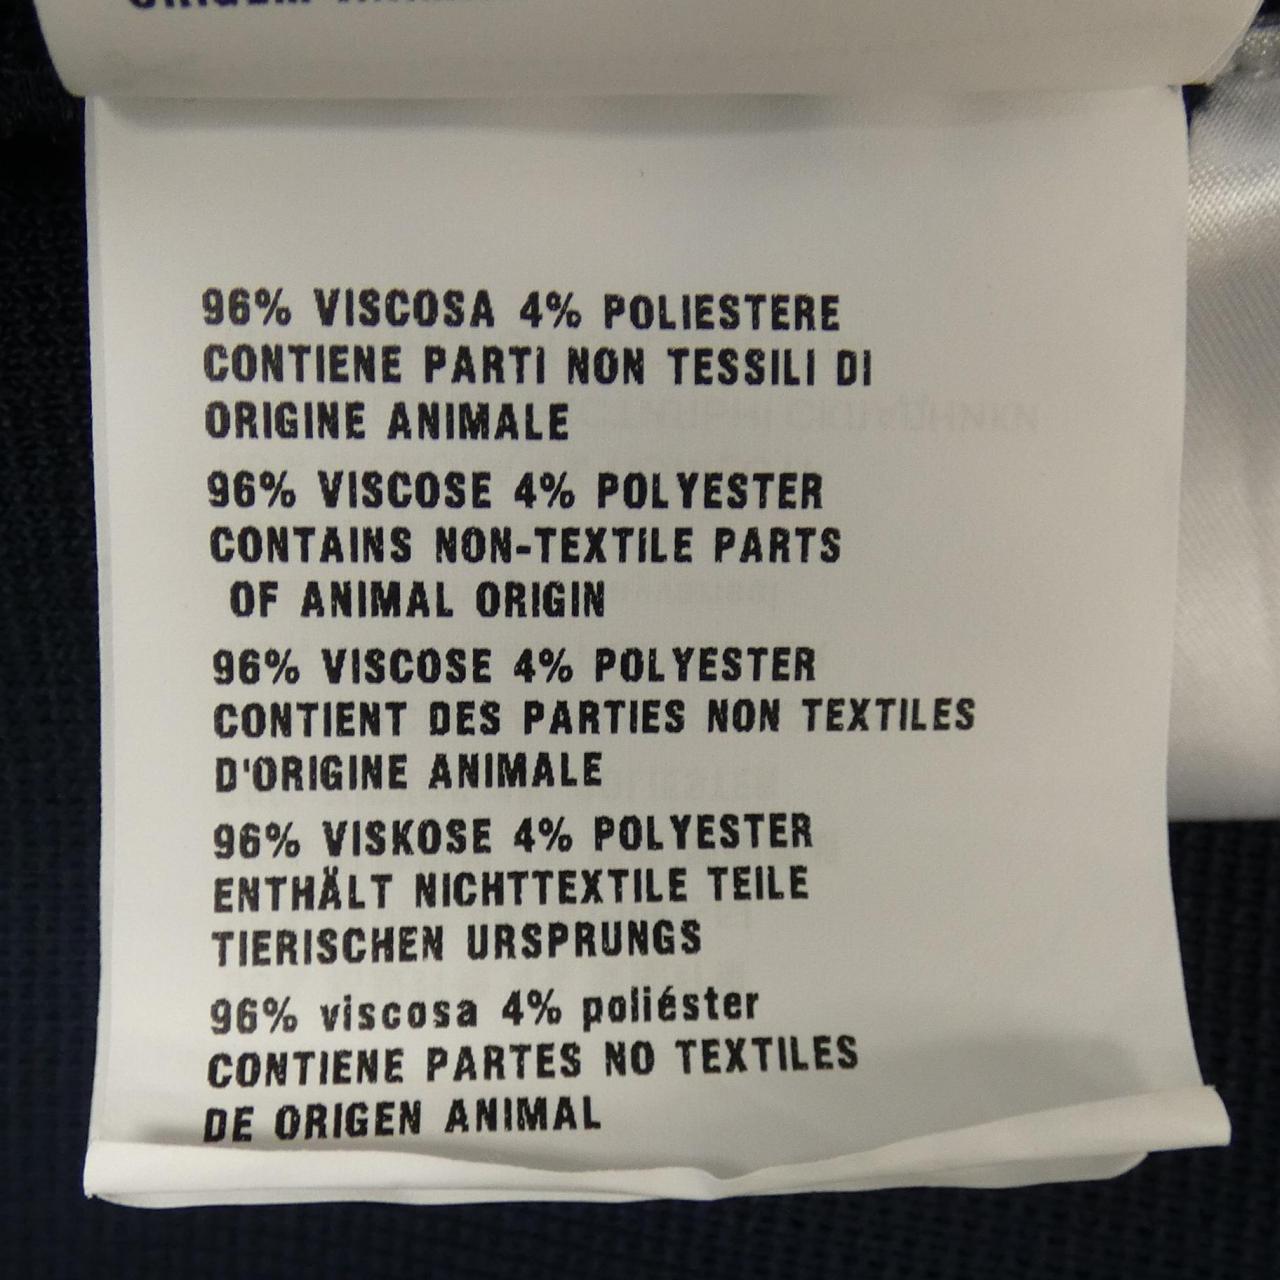 96% VISCOSA 4% POLIESTERE
CONTIENE PARTI NON TESSILI DI
ORIGINE ANIMALE
96% VISCOSE 4% POLYESTER
CONTAINS NON-TEXTILE PARTS
OF ANIMAL ORIGIN
96% VISCOSE 4% POLYESTER
CONTIENT DES PARTIES NON TEXTILES
D'ORIGINE ANIMALE
96% VISKOSE 4% POLYESTER
ENTHÄLT NICHTTEXTILE TEILE
TIERISCHEN URSPRUNGS
96% viscosa 4% poliéster
CONTIENE PARTES NO TEXTILES
DE ORIGEN ANIMAL